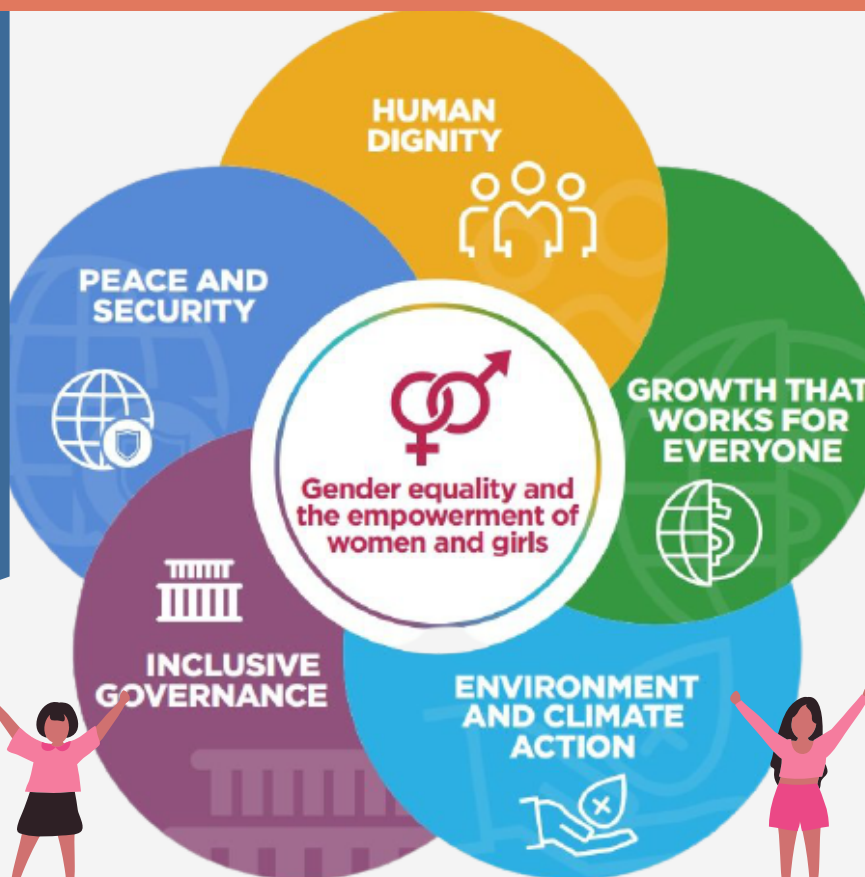 HUMAN
DIGNITY
PEACE AND
SECURITY
GROWTH THAT
WORKS FOR
EVERYONE
Gender equality and
the empowerment of
women and girls
INCLUSIVE
GOVERNANCE
ENVIRONMENT
AND CLIMATE
ACTION